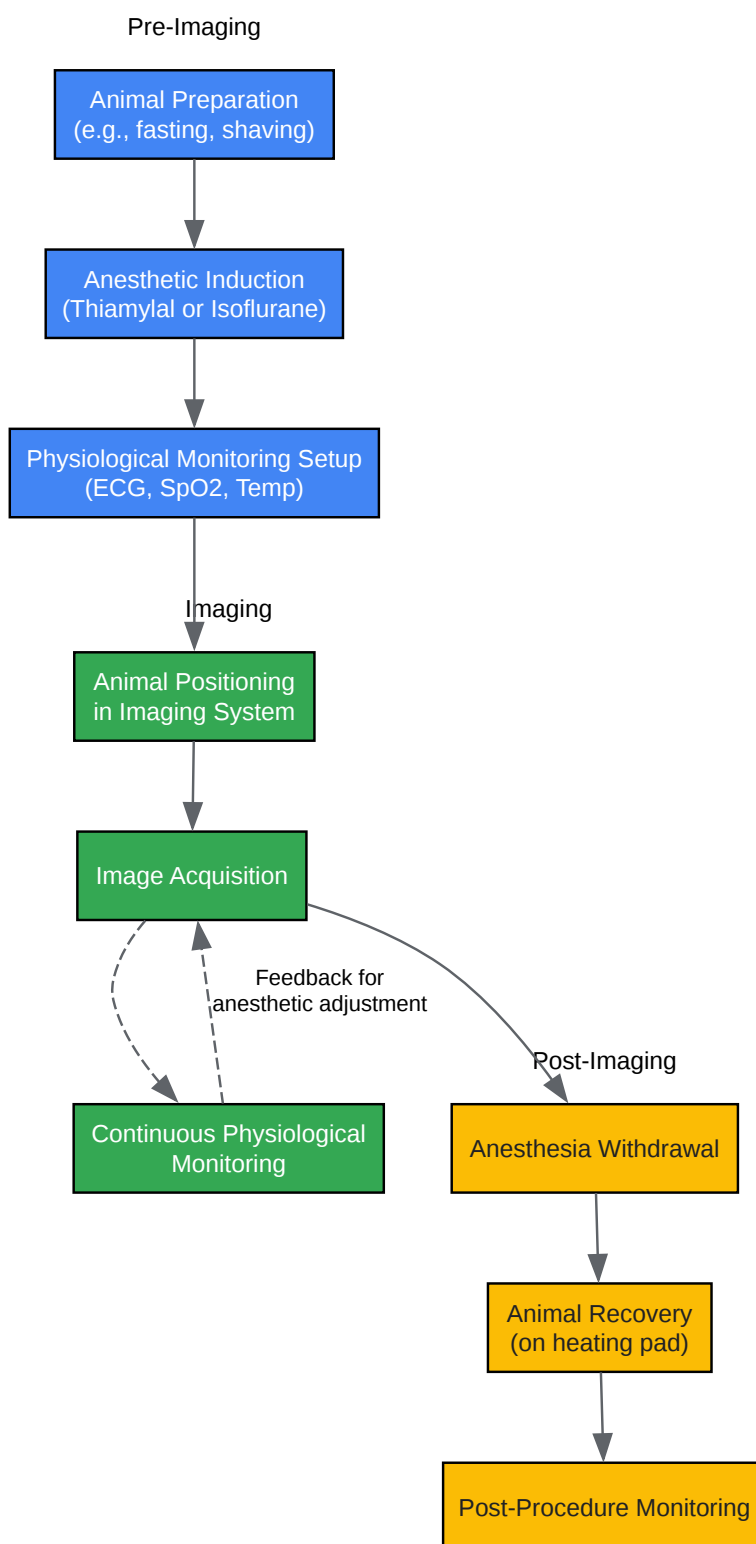 Pre-Imaging
Animal Preparation
(e.g., fasting, shaving)
Anesthetic Induction
(Thiamylal or Isoflurane)
Physiological Monitoring Setup
(ECG, SpO2, Temp)
Imaging
Animal Positioning
in Imaging System
Image Acquisition
Feedback for
anesthetic adjustment
Continuous Physiological
Monitoring
Post-Imaging
Anesthesia Withdrawal
Animal Recovery
(on heating pad)
Post-Procedure Monitoring